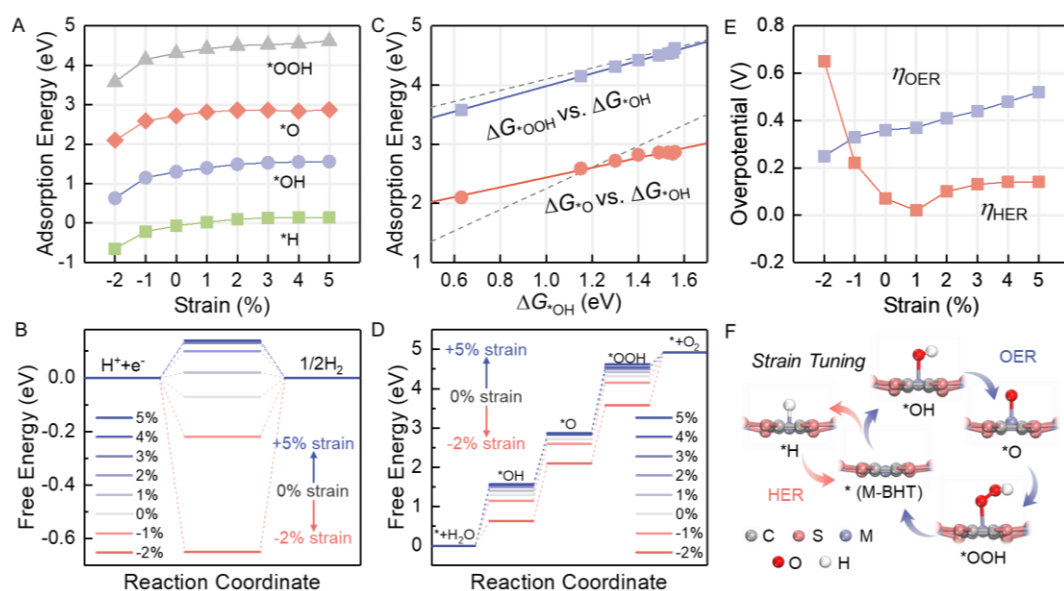 A
Adsorption Energy (eV)
5
4
3
2
1
0
-1
*OOH
*O
*OH
*H
-2 -1 0 1 2 3 4 5
Strain (%)
B
Free Energy (eV)
0.0
-0.2
-0.4
-0.6
H⁺+e⁻
1/2H₂
5%
4%
3%
2%
1%
0%
-1%
-2%
+5% strain
0% strain
-2% strain
Reaction Coordinate
C
Adsorption Energy (eV)
5
4
3
2
1
ΔG*OOH vs. ΔG*OH
ΔG*O vs. ΔG*OH
0.6 0.8 1.0 1.2 1.4 1.6
ΔG*OH (eV)
D
Free Energy (eV)
5
4
3
2
1
0
+5% strain
0% strain
-2% strain
*+H₂O
*OH
*O
*OOH
*+O₂
5%
4%
3%
2%
1%
0%
-1%
-2%
Reaction Coordinate
E
Overpotential (V)
0.8
0.6
0.4
0.2
0.0
-0.2
ηOER
ηHER
-2 -1 0 1 2 3 4 5
Strain (%)
F
Strain Tuning
OER
*OH
*H
*O
* (M-BHT)
HER
*OOH
C S M
O H